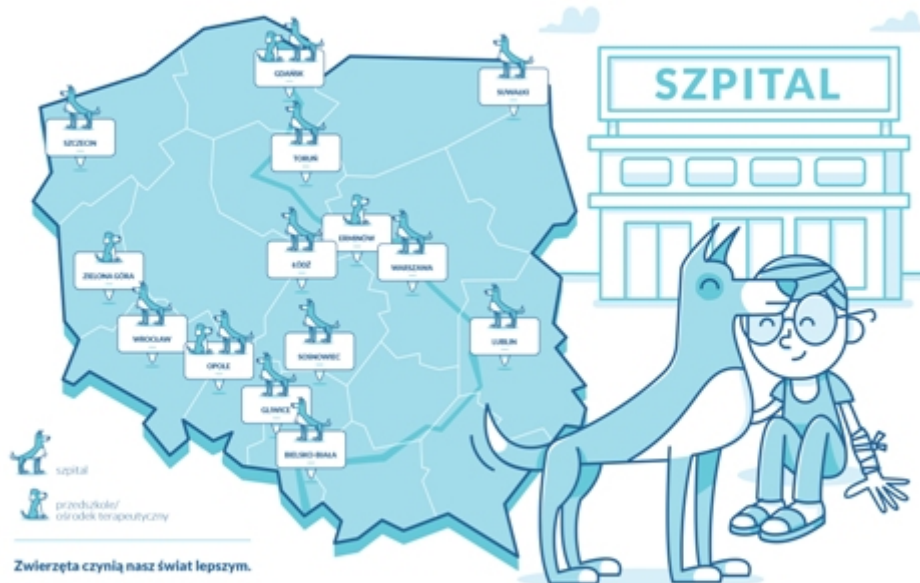 GDAŃSK
SUWAŁKI
SZCZECIN
TORUŃ
ERMINÓW
ŁÓDŹ
WARSZAWA
ZIELONA GÓRA
WROCŁAW
OPOLE
SOSNOWIEC
LUBLIN
GLIWICE
BIELSKO-BIAŁA
SZPITAL
szpital
przedszkole/
ośrodek terapeutyczny
Zwierzęta czynią nasz świat lepszym.